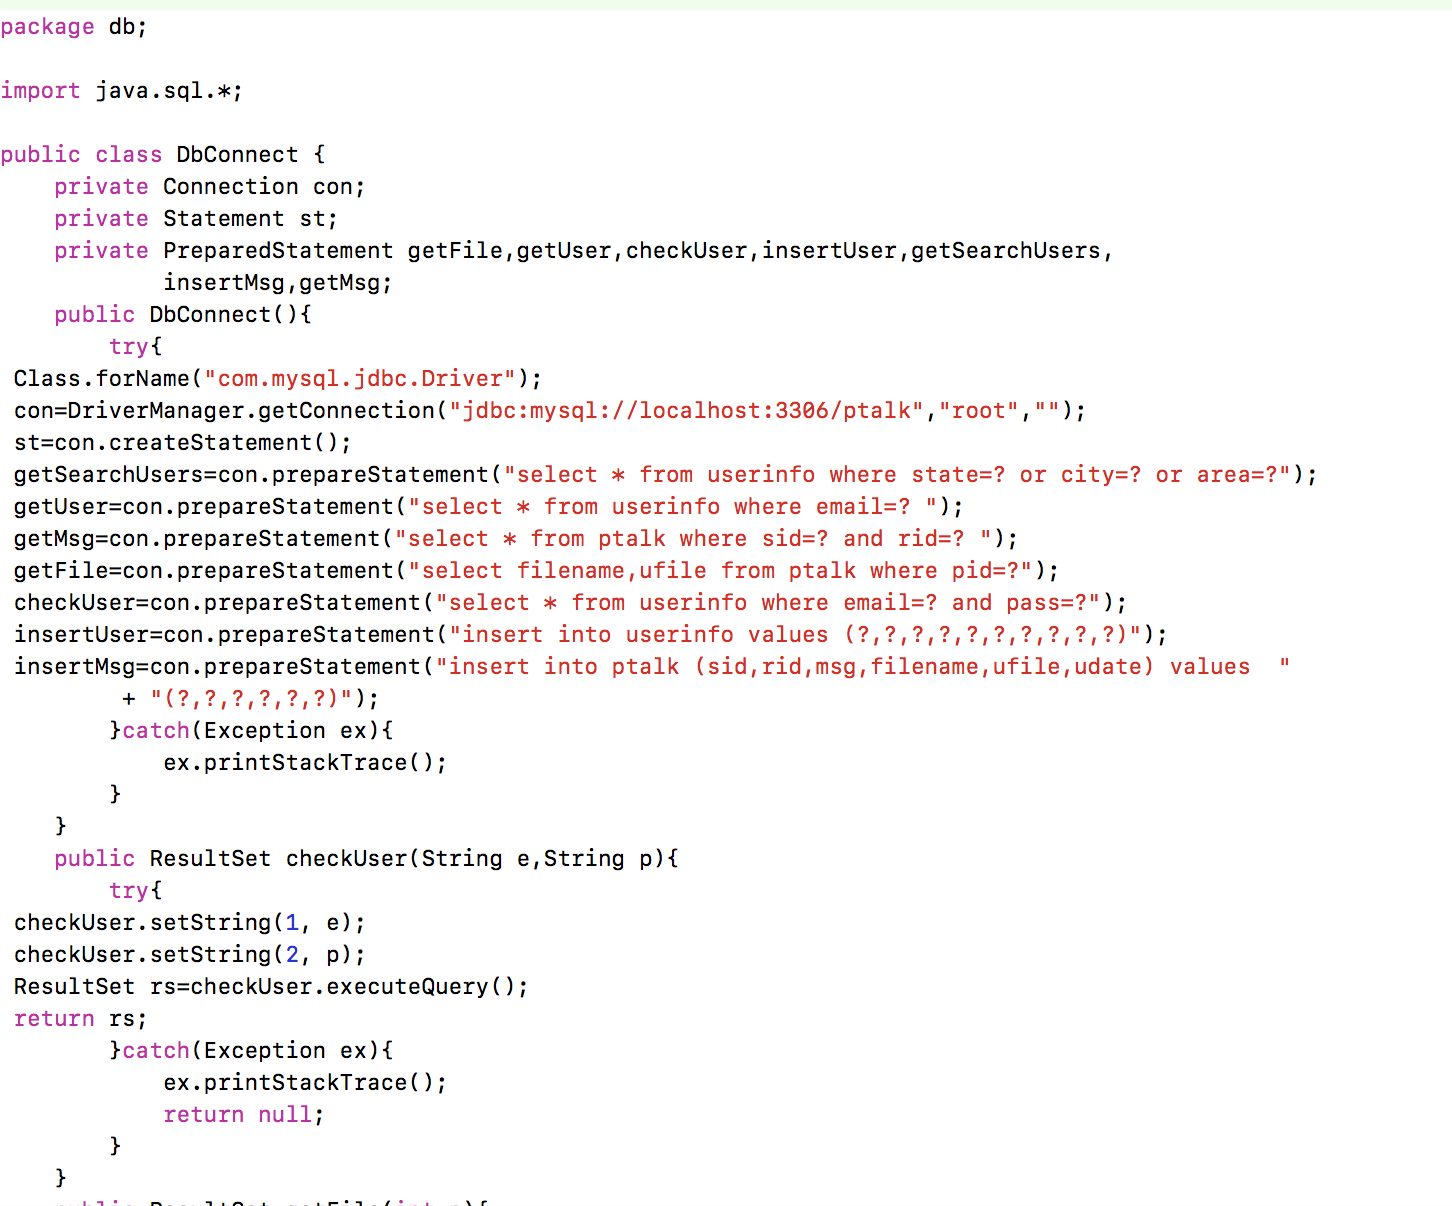 package db;
import java.sql.*;
public class DbConnect {
    private Connection con;
    private Statement st;
    private PreparedStatement getFile,getUser,checkUser,insertUser,getSearchUsers,
            insertMsg,getMsg;
    public DbConnect(){
        try{
 Class.forName("com.mysql.jdbc.Driver");
 con=DriverManager.getConnection("jdbc:mysql://localhost:3306/ptalk","root","");
 st=con.createStatement();
 getSearchUsers=con.prepareStatement("select * from userinfo where state=? or city=? or area=?");
 getUser=con.prepareStatement("select * from userinfo where email=? ");
 getMsg=con.prepareStatement("select * from ptalk where sid=? and rid=? ");
 getFile=con.prepareStatement("select filename,ufile from ptalk where pid=?");
 checkUser=con.prepareStatement("select * from userinfo where email=? and pass=?");
 insertUser=con.prepareStatement("insert into userinfo values (?,?,?,?,?,?,?,?,?,?)");
 insertMsg=con.prepareStatement("insert into ptalk (sid,rid,msg,filename,ufile,udate) values  "
         + "(?,?,?,?,?,?)");
        }catch(Exception ex){
            ex.printStackTrace();
        }
    }
    public ResultSet checkUser(String e,String p){
        try{
 checkUser.setString(1, e);
 checkUser.setString(2, p);
 ResultSet rs=checkUser.executeQuery();
 return rs;
        }catch(Exception ex){
            ex.printStackTrace();
            return null;
        }
    }
    public ResultSet getFile(int p){